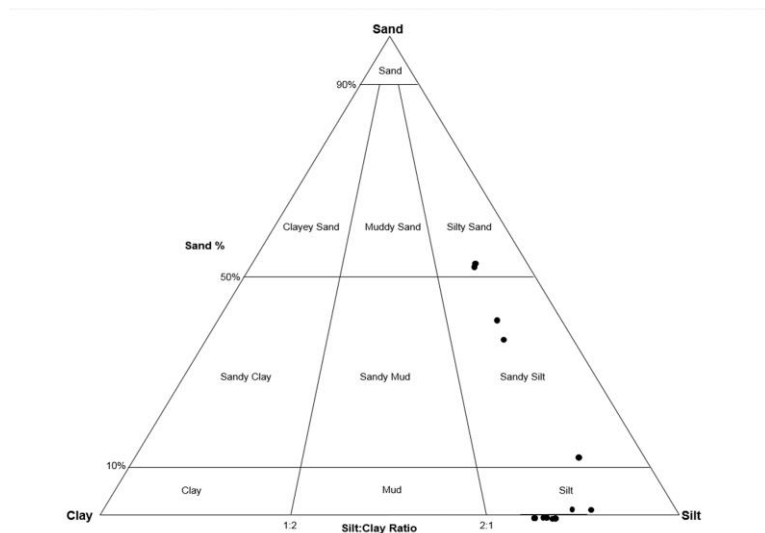 Sand
Sand
90%
Clayey Sand
Muddy Sand
Silty Sand
Sand %
50%
Sandy Clay
Sandy Mud
Sandy Silt
10%
Clay
Mud
Silt
Clay
Silt
1:2
Silt:Clay Ratio
2:1